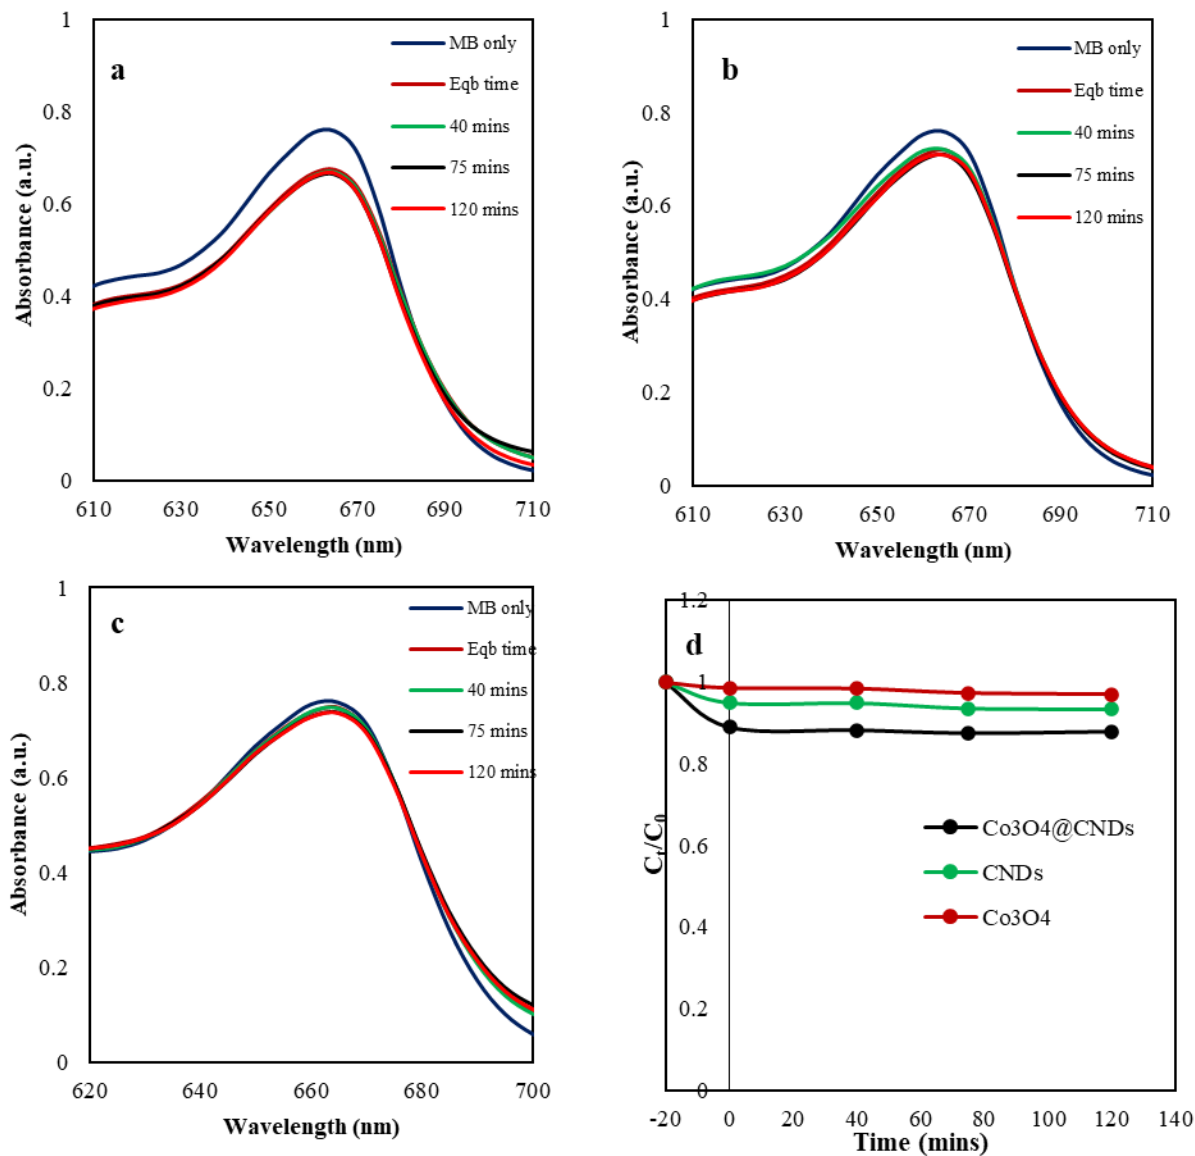 a
1
0.8
0.6
0.4
0.2
0
Absorbance (a.u.)
MB only
Eqb time
40 mins
75 mins
120 mins
610 630 650 670 690 710
Wavelength (nm)
b
1
0.8
0.6
0.4
0.2
0
Absorbance (a.u.)
MB only
Eqb time
40 mins
75 mins
120 mins
610 630 650 670 690 710
Wavelength (nm)
c
1
0.8
0.6
0.4
0.2
0
Absorbance (a.u.)
MB only
Eqb time
40 mins
75 mins
120 mins
620 640 660 680 700
Wavelength (nm)
d
1.2
1
0.8
0.6
0.4
0.2
0
Ct/C0
Co3O4@CNDs
CNDs
Co3O4
-20 0 20 40 60 80 100 120 140
Time (mins)